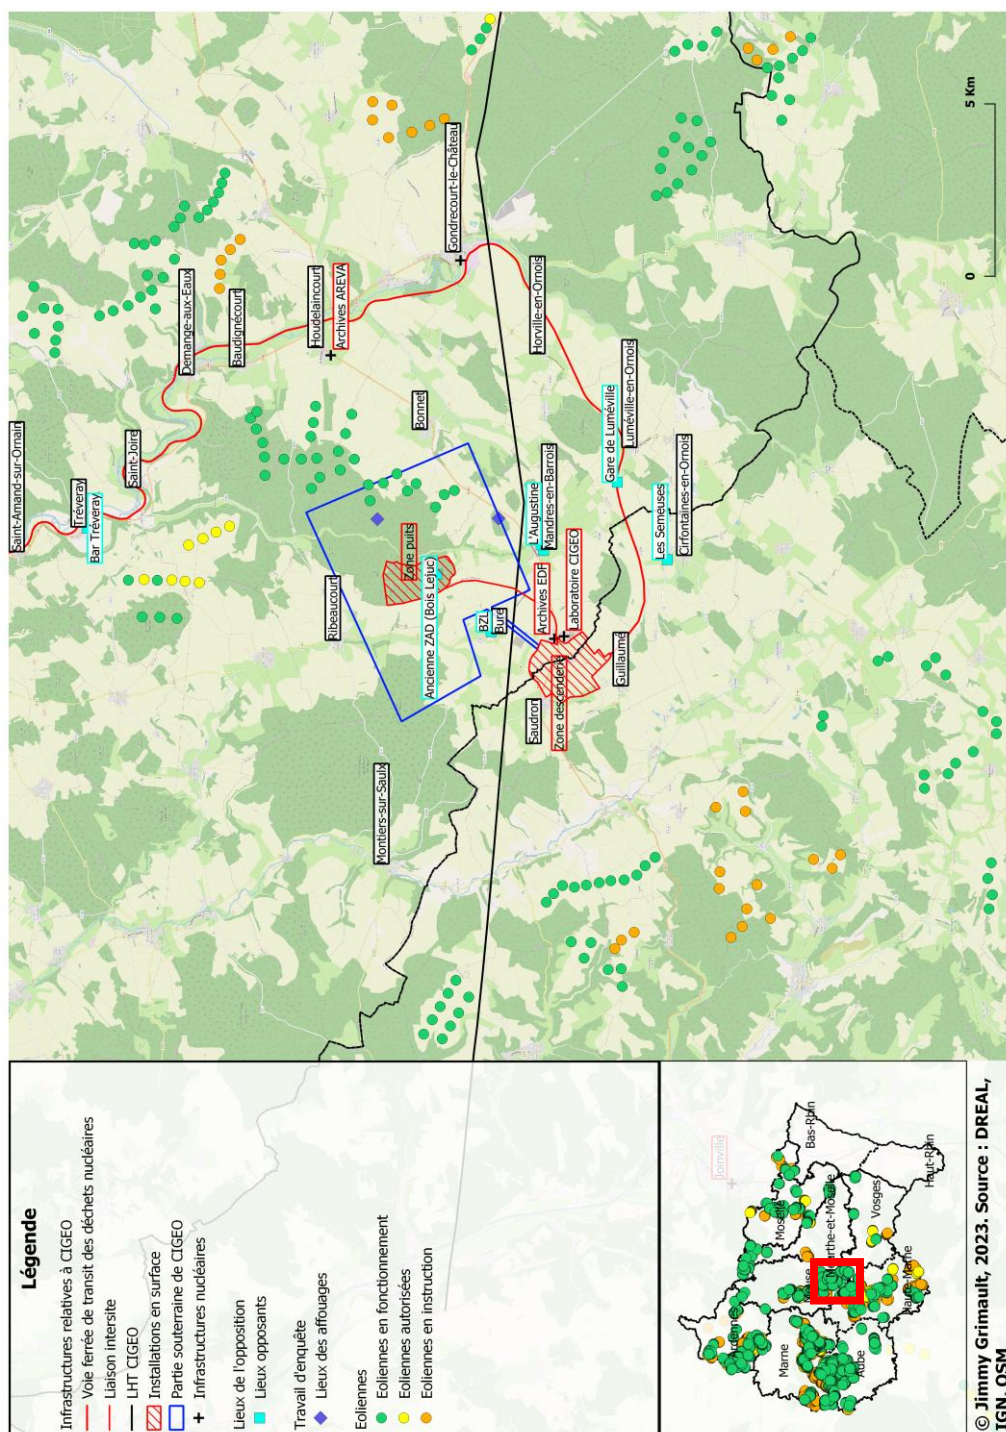 Légende
Infrastructures relatives à CIGEO
Voie ferrée de transit des déchets nucléaires
Liaison intersite
LHT CIGEO
Installations en surface
Partie souterraine de CIGEO
Infrastructures nucléaires
Lieux de l'opposition
Lieux opposants
Travail d'enquête
Lieux des affouages
Eoliennes
Eoliennes en fonctionnement
Eoliennes autorisées
Eoliennes en instruction
Saint-Amand-sur-Ornain
Tréveray
Bar Tréveray
Saint-Joire
Demange-aux-Eaux
Baudignécourt
Houdelaincourt
Archives AREVA
Gondrecourt-le-Château
Ribeaucourt
Bonnet
Zone puits
Ancienne ZAD (Bois Lejuc)
Montiers-sur-Saulx
BZL
Bure
L'Augustine
Mandres-en-Barrois
Archives EDF
Laboratoire CIGEO
Saudron
Zone descenderie
Guillaumé
Horville-en-Ornois
Gare de Luméville
Luméville-en-Ornois
Les Semeuses
Cirfontaines-en-Ornois
0
5 Km
Joinville
Ardennes
Marne
Aube
Meurthe-et-Moselle
Moselle
Bas-Rhin
Vosges
Haut-Rhin
Haute-Marne
© Jimmy Grimault, 2023. Source : DREAL,
IGN, OSM